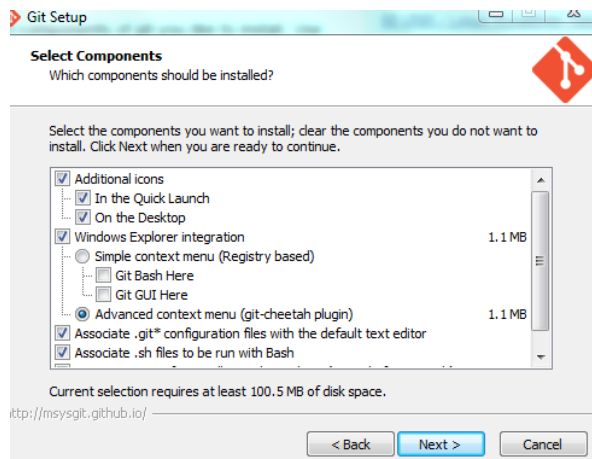 Git Setup
Select Components
Which components should be installed?
Select the components you want to install; clear the components you do not want to
install. Click Next when you are ready to continue.
Additional icons
In the Quick Launch
On the Desktop
Windows Explorer integration 1.1 MB
Simple context menu (Registry based)
Git Bash Here
Git GUI Here
Advanced context menu (git-cheetah plugin) 1.1 MB
Associate .git* configuration files with the default text editor
Associate .sh files to be run with Bash
Current selection requires at least 100.5 MB of disk space.
http://msysgit.github.io/
< Back Next > Cancel